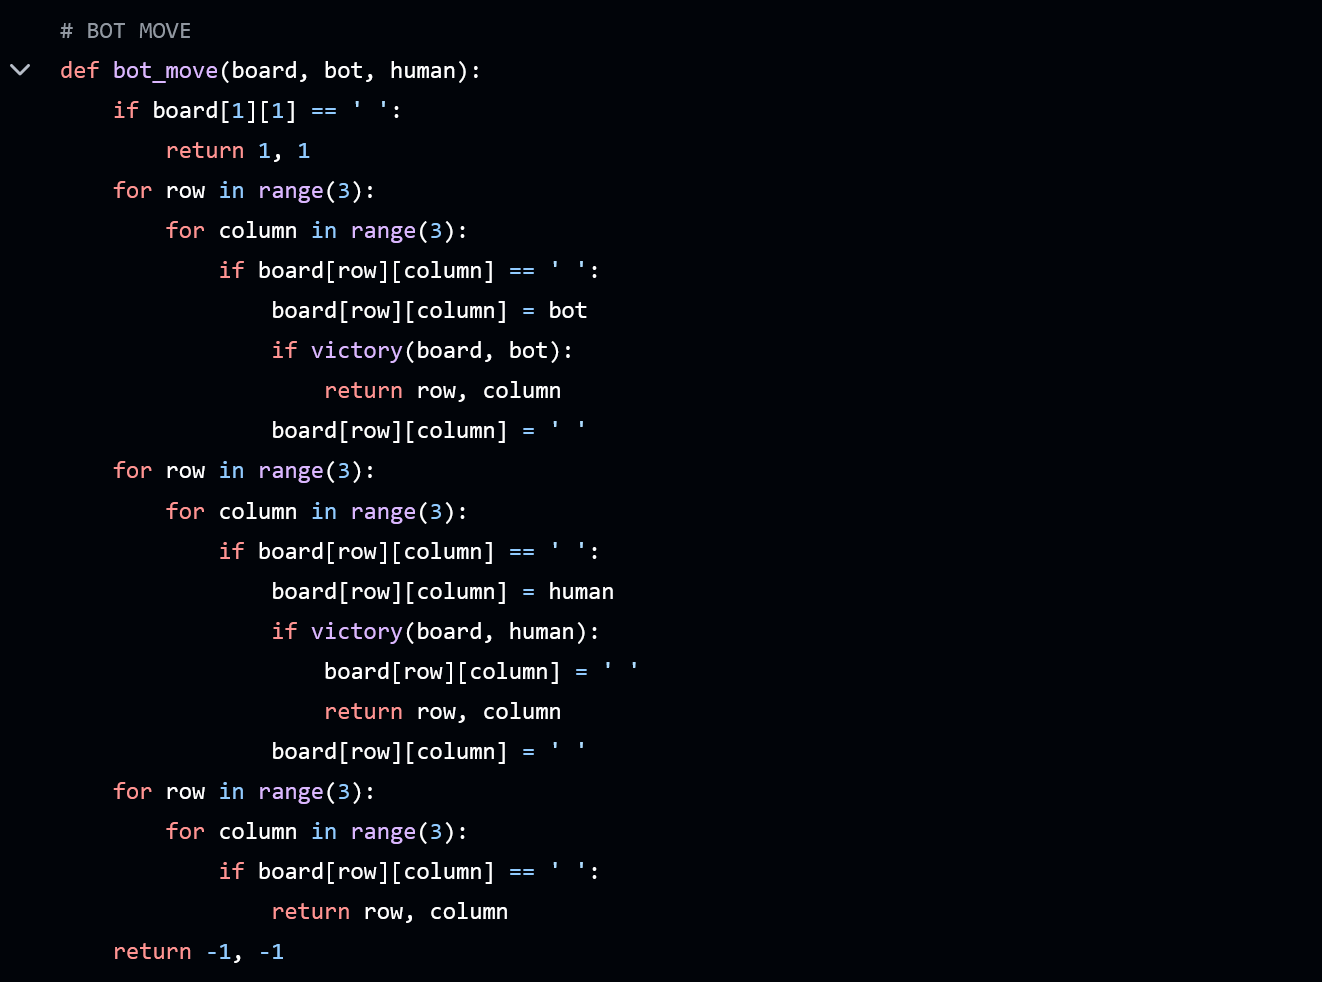 # BOT MOVE
def bot_move(board, bot, human):
    if board[1][1] == ' ':
        return 1, 1
    for row in range(3):
        for column in range(3):
            if board[row][column] == ' ':
                board[row][column] = bot
                if victory(board, bot):
                    return row, column
                board[row][column] = ' '
    for row in range(3):
        for column in range(3):
            if board[row][column] == ' ':
                board[row][column] = human
                if victory(board, human):
                    board[row][column] = ' '
                    return row, column
                board[row][column] = ' '
    for row in range(3):
        for column in range(3):
            if board[row][column] == ' ':
                return row, column
    return -1, -1